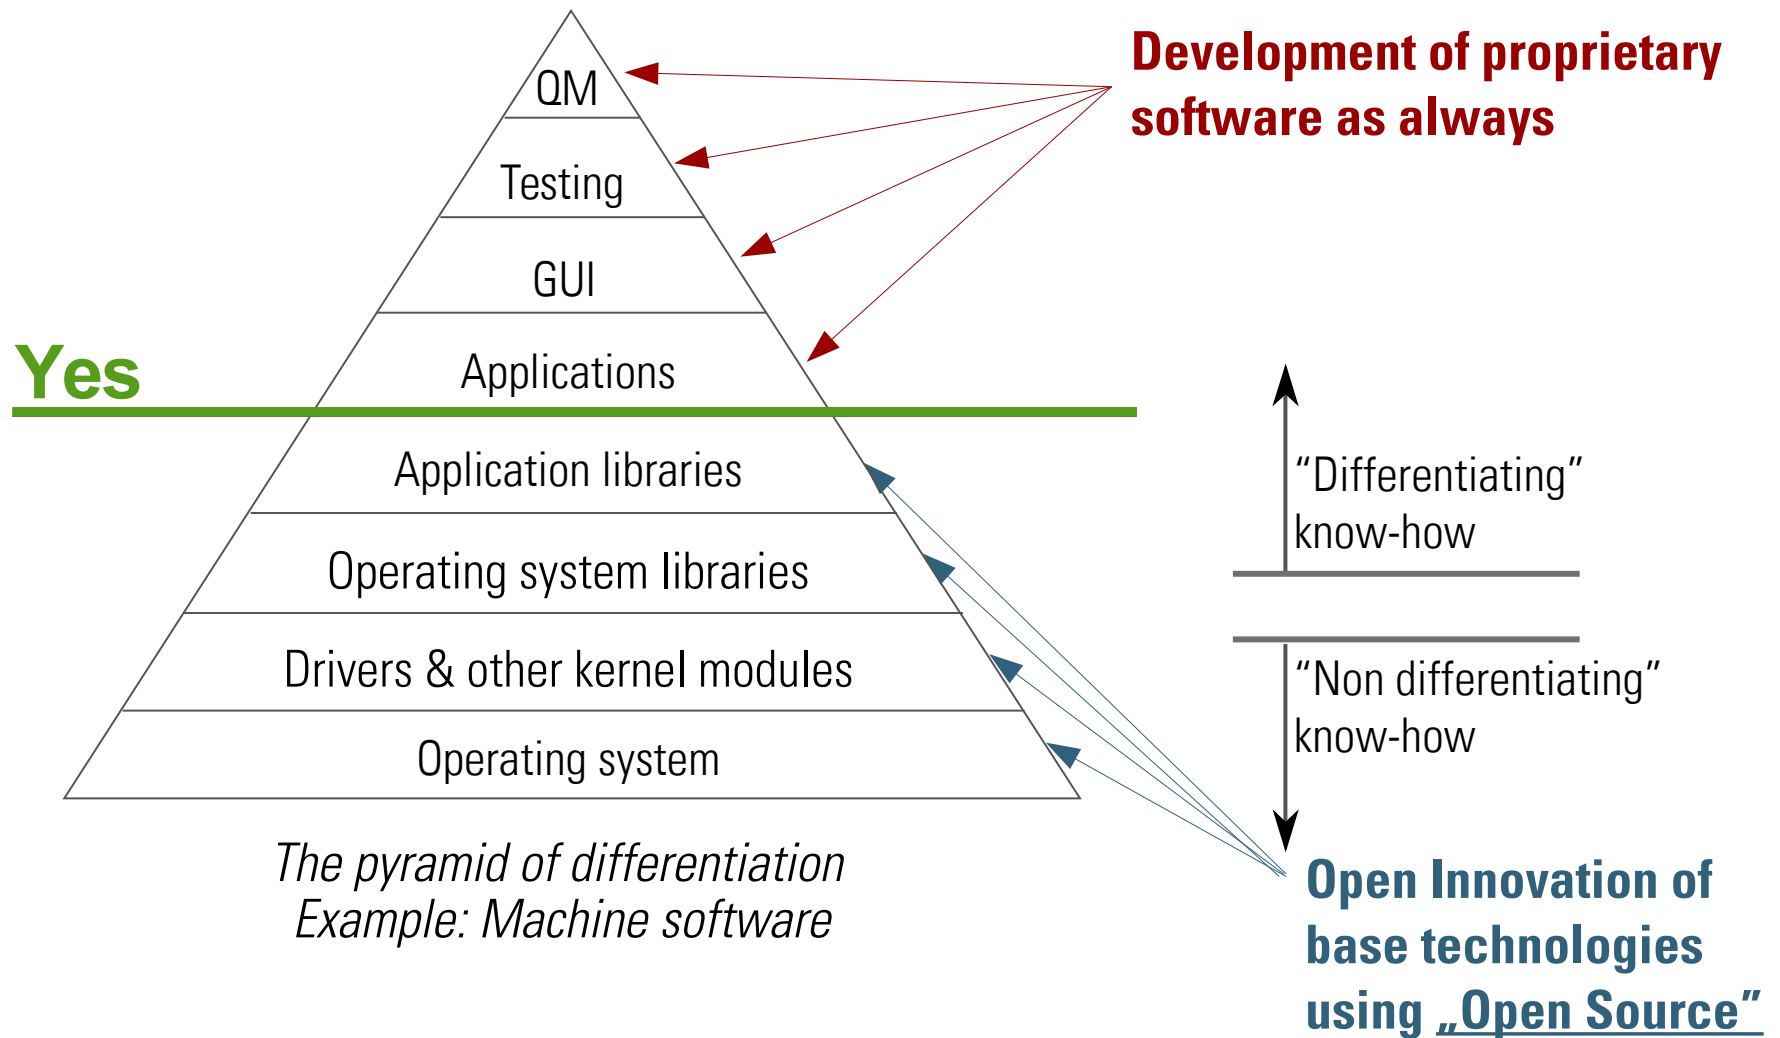 Development of proprietary
software as always
QM
Testing
GUI
Yes
Applications
Application libraries
Operating system libraries
Drivers & other kernel modules
Operating system
“Differentiating”
know-how
“Non differentiating”
know-how
The pyramid of differentiation
Example: Machine software
Open Innovation of
base technologies
using „Open Source”